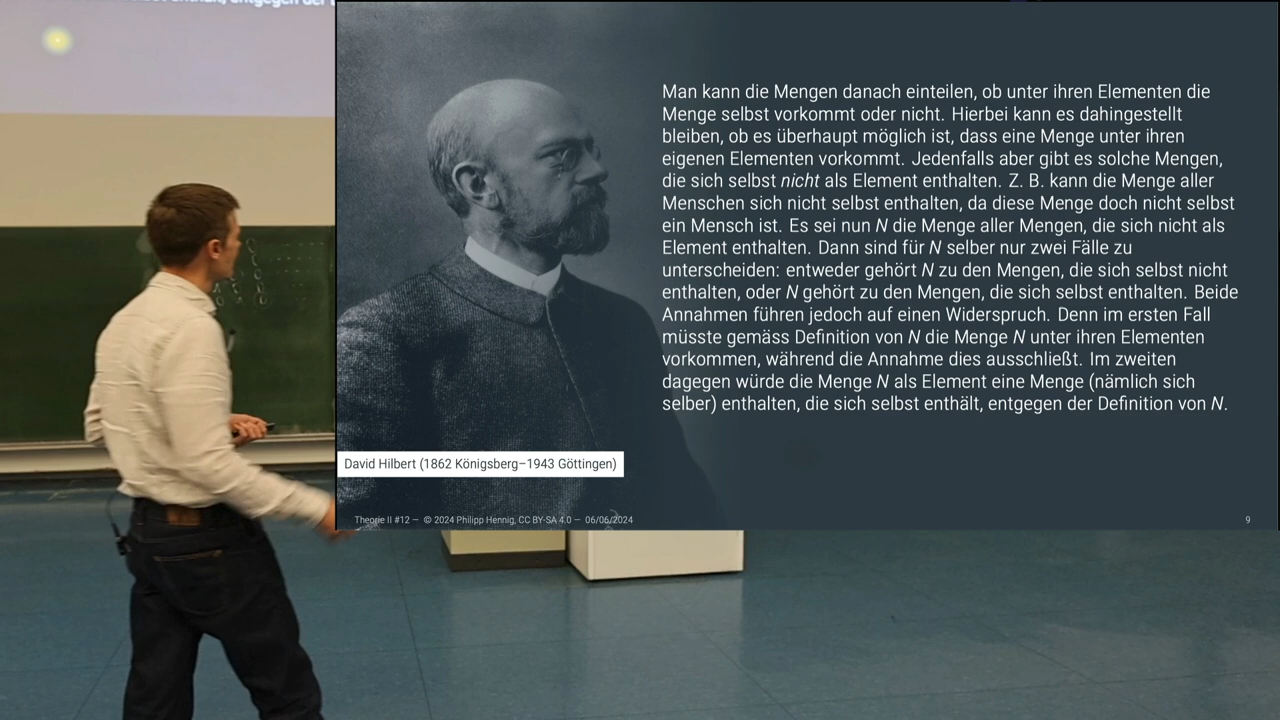 Man kann die Mengen danach einteilen, ob unter ihren Elementen die
Menge selbst vorkommt oder nicht. Hierbei kann es dahingestellt
bleiben, ob es überhaupt möglich ist, dass eine Menge unter ihren
eigenen Elementen vorkommt. Jedenfalls aber gibt es solche Mengen,
die sich selbst nicht als Element enthalten. Z. B. kann die Menge aller
Menschen sich nicht selbst enthalten, da diese Menge doch nicht selbst
ein Mensch ist. Es sei nun N die Menge aller Mengen, die sich nicht als
Element enthalten. Dann sind für N selber nur zwei Fälle zu
unterscheiden: entweder gehört N zu den Mengen, die sich selbst nicht
enthalten, oder N gehört zu den Mengen, die sich selbst enthalten. Beide
Annahmen führen jedoch auf einen Widerspruch. Denn im ersten Fall
müsste gemäss Definition von N die Menge N unter ihren Elementen
vorkommen, während die Annahme dies ausschließt. Im zweiten
dagegen würde die Menge N als Element eine Menge (nämlich sich
selber) enthalten, die sich selbst enthält, entgegen der Definition von N.
David Hilbert (1862 Königsberg–1943 Göttingen)
Theorie II #12 — © 2024 Philipp Hennig, CC BY-SA 4.0 — 06/06/2024
9